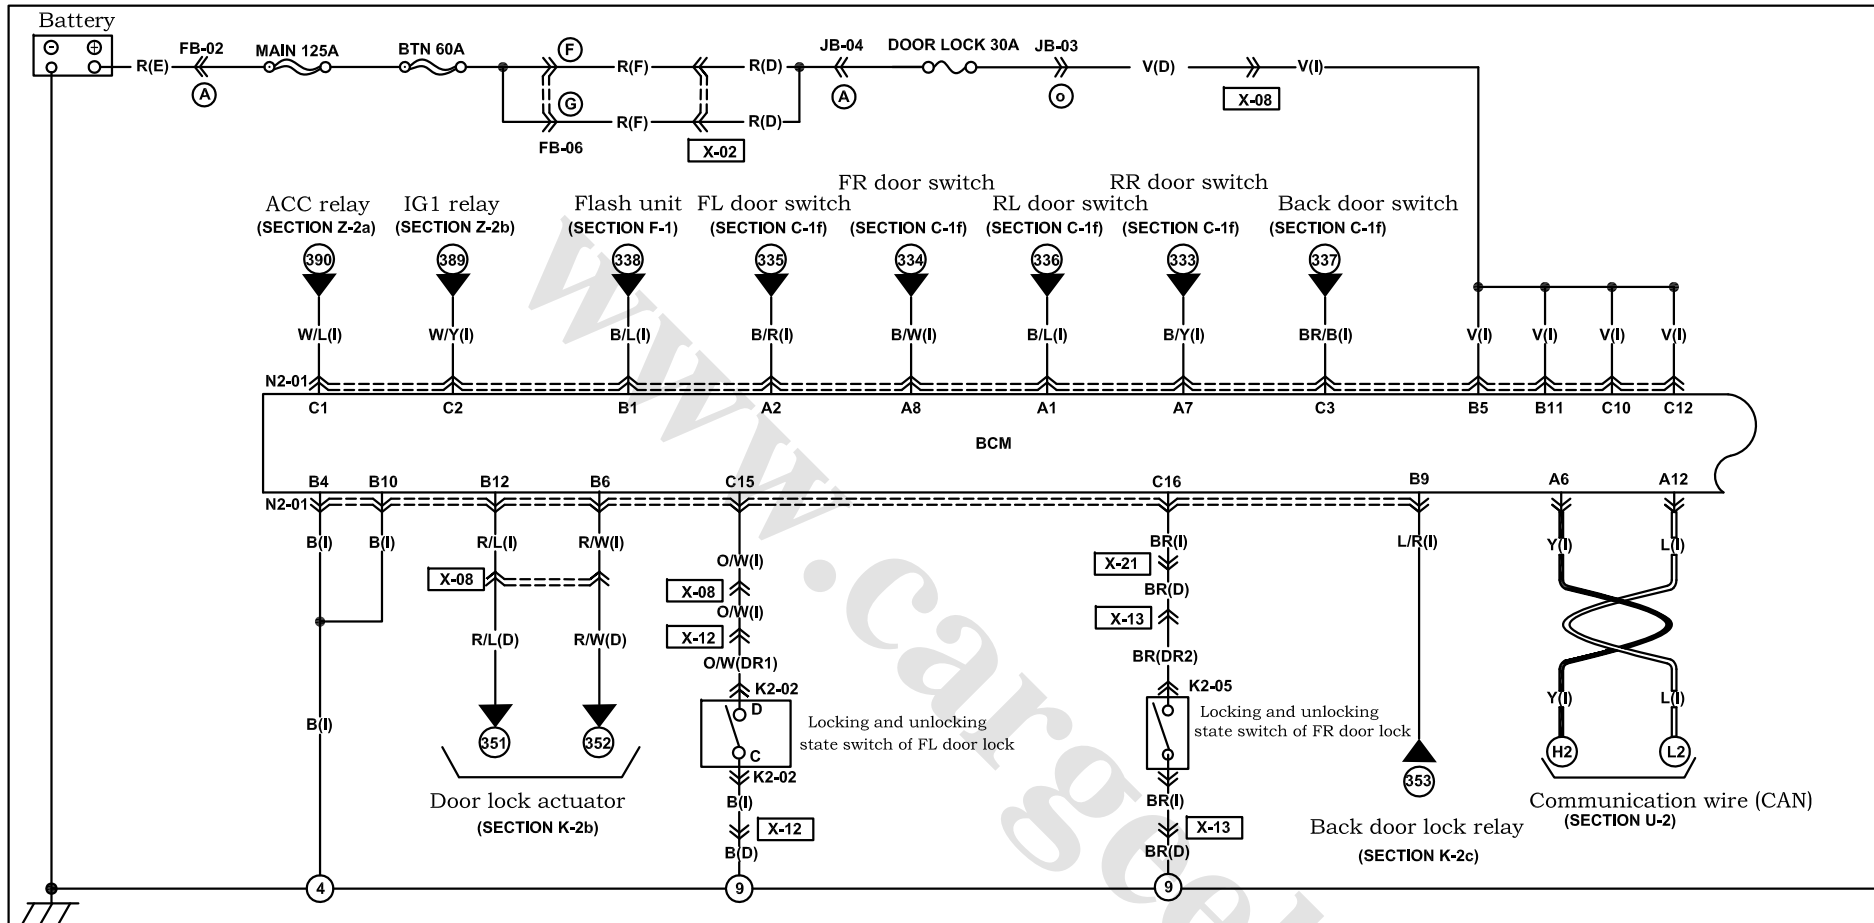 Battery
FB-02 MAIN 125A BTN 60A F JB-04 DOOR LOCK 30A JB-03
R(E) R(F) R(D) V(D) V(I)
A G A o X-08
R(F) R(D)
FB-06 X-02
ACC relay IG1 relay Flash unit FL door switch FR door switch RL door switch RR door switch Back door switch
(SECTION Z-2a) (SECTION Z-2b) (SECTION F-1) (SECTION C-1f) (SECTION C-1f) (SECTION C-1f) (SECTION C-1f) (SECTION C-1f)
390 389 338 335 334 336 333 337
W/L(I) W/Y(I) B/L(I) B/R(I) B/W(I) B/L(I) B/Y(I) BR/B(I) V(I) V(I) V(I) V(I)
N2-01
C1 C2 B1 A2 A8 A1 A7 C3 B5 B11 C10 C12
BCM
B4 B10 B12 B6 C15 C16 B9 A6 A12
N2-01
B(I) B(I) R/L(I) R/W(I) O/W(I) BR(I) L/R(I) Y(I) L(I)
X-08 X-08 X-21
BR(D)
O/W(I) X-13
X-12
R/L(D) R/W(D) O/W(DR1) BR(DR2)
K2-02 K2-05
B(I) D Y(I) L(I)
Locking and unlocking
state switch of FL door lock
Locking and unlocking
state switch of FR door lock
351 352 C 353 H2 L2
K2-02
B(I) BR(I)
X-12 X-13
B(D) BR(D)
Door lock actuator
(SECTION K-2b)
Back door lock relay
(SECTION K-2c)
Communication wire (CAN)
(SECTION U-2)
4 9 9
www.cargeek